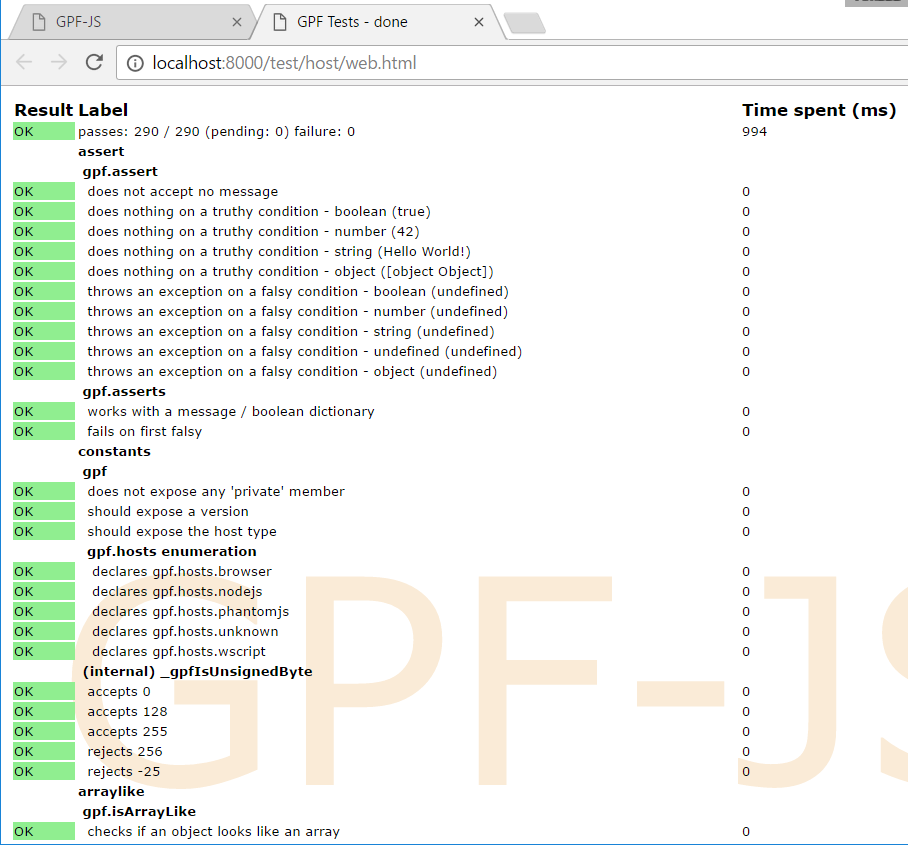 GPF-JS GPF Tests - done
localhost:8000/test/host/web.html
Result Label Time spent (ms)
OK passes: 290 / 290 (pending: 0) failure: 0 994
assert
gpf.assert
OK does not accept no message 0
OK does nothing on a truthy condition - boolean (true) 0
OK does nothing on a truthy condition - number (42) 0
OK does nothing on a truthy condition - string (Hello World!) 0
OK does nothing on a truthy condition - object ([object Object]) 0
OK throws an exception on a falsy condition - boolean (undefined) 0
OK throws an exception on a falsy condition - number (undefined) 0
OK throws an exception on a falsy condition - string (undefined) 0
OK throws an exception on a falsy condition - undefined (undefined) 0
OK throws an exception on a falsy condition - object (undefined) 0
gpf.asserts
OK works with a message / boolean dictionary 0
OK fails on first falsy 0
constants
gpf
OK does not expose any 'private' member 0
OK should expose a version 0
OK should expose the host type 0
gpf.hosts enumeration
OK declares gpf.hosts.browser 0
OK declares gpf.hosts.nodejs 0
OK declares gpf.hosts.phantomjs 0
OK declares gpf.hosts.unknown 0
OK declares gpf.hosts.wscript 0
(internal) _gpfIsUnsignedByte
OK accepts 0 0
OK accepts 128 0
OK accepts 255 0
OK rejects 256 0
OK rejects -25 0
arraylike
gpf.isArrayLike
OK checks if an object looks like an array 0
GPF-JS